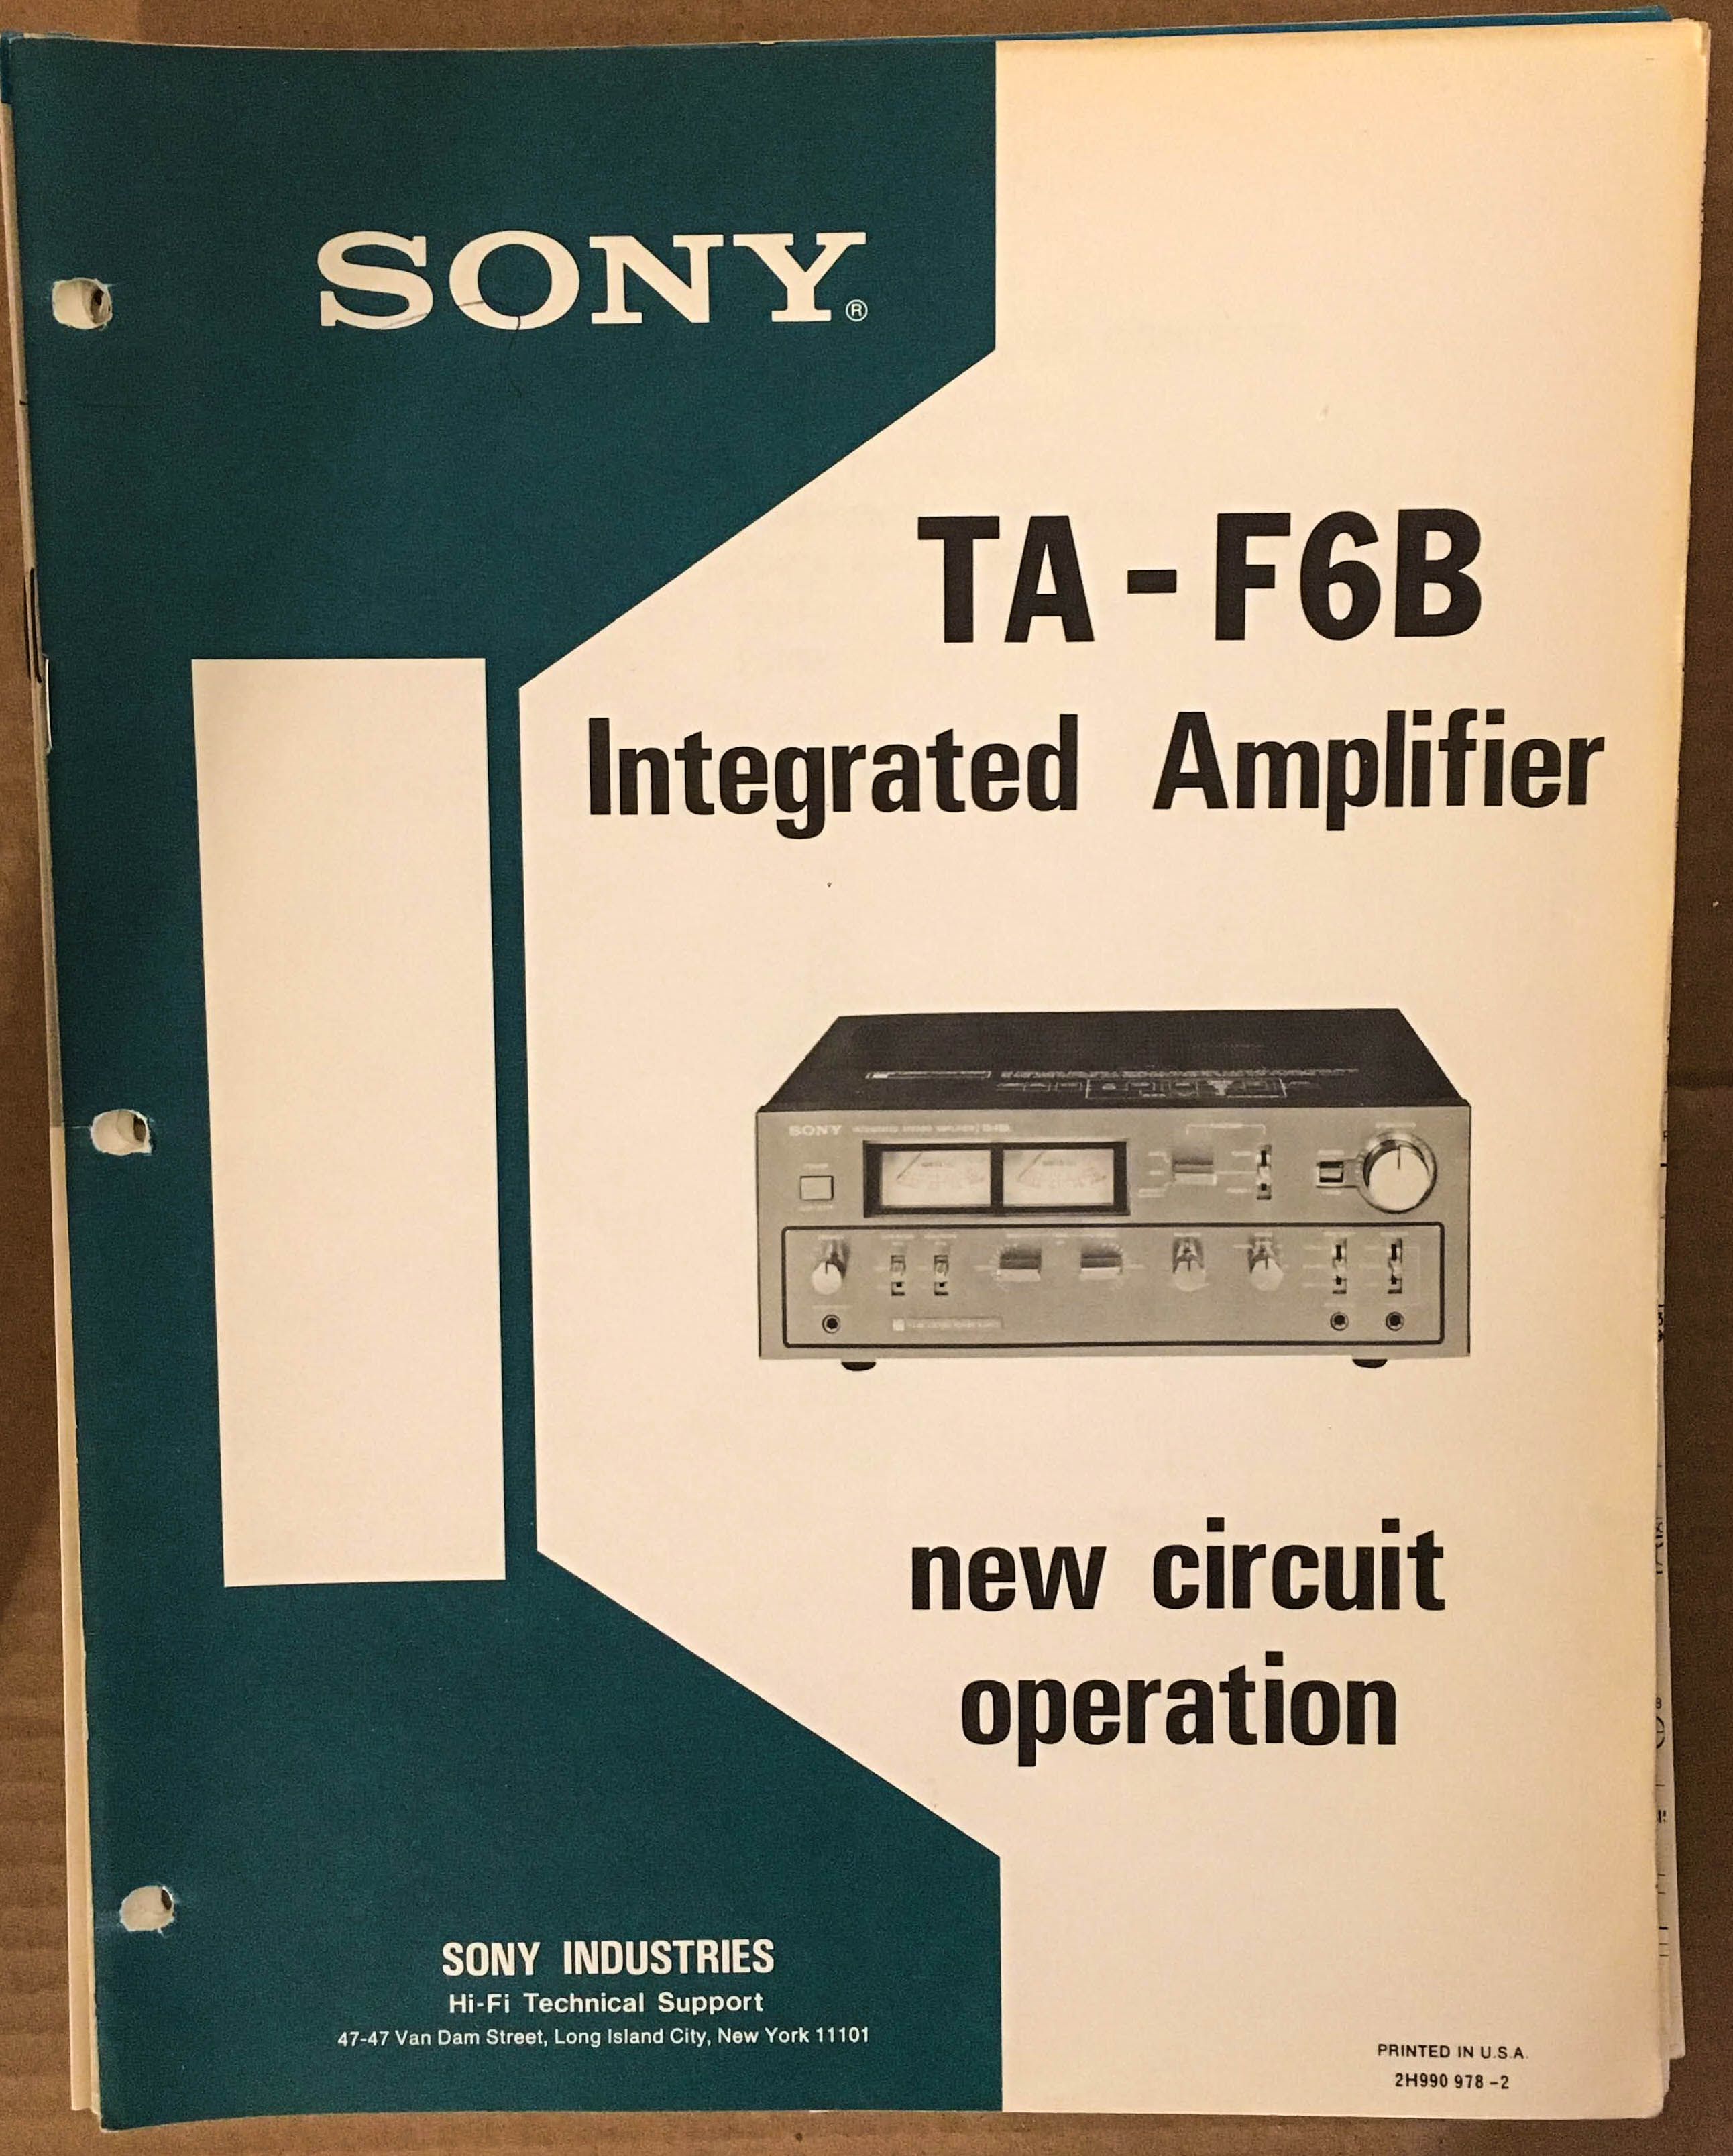 SONY®
TA-F6B
Integrated Amplifier
SONY
new circuit
operation
SONY INDUSTRIES
Hi-Fi Technical Support
47-47 Van Dam Street, Long Island City, New York 11101
PRINTED IN U.S.A.
2H990 978-2